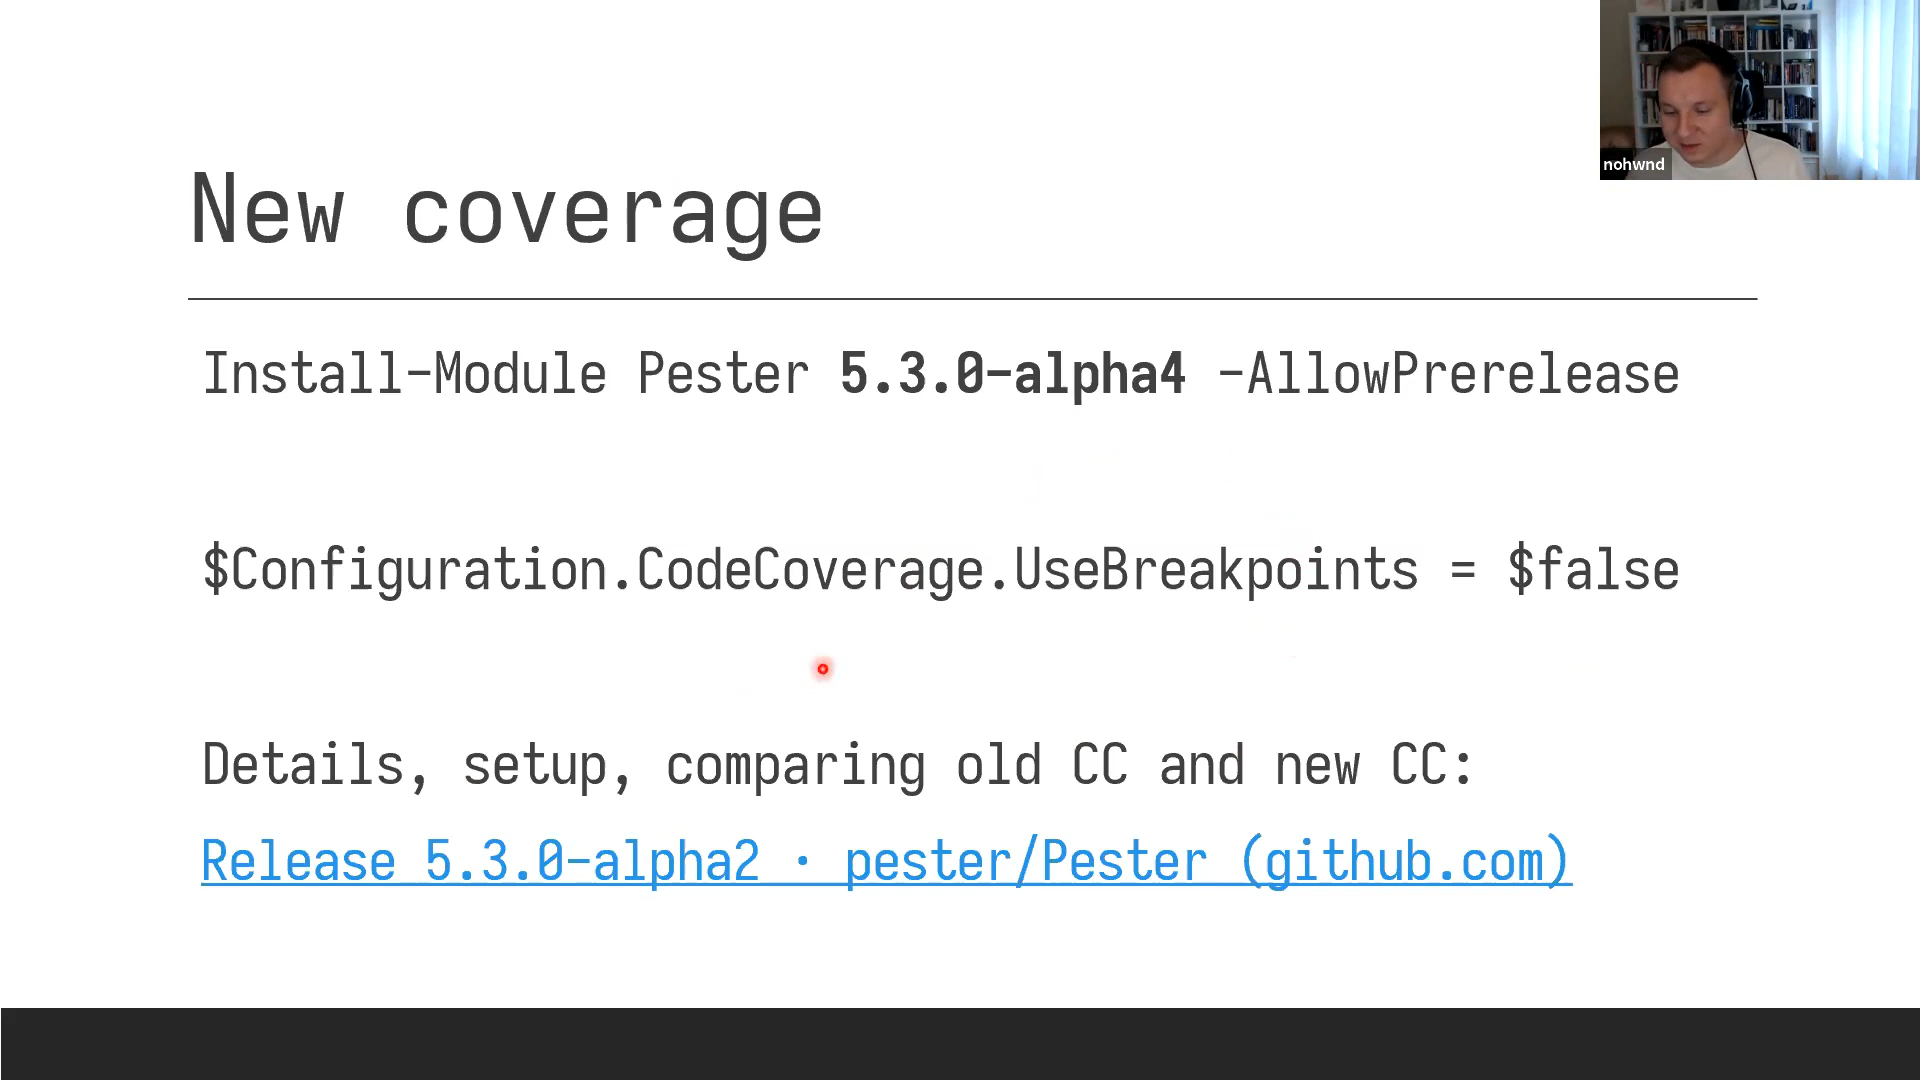 nohwnd
New coverage
Install-Module Pester 5.3.0-alpha4 -AllowPrerelease
$Configuration.CodeCoverage.UseBreakpoints = $false
Details, setup, comparing old CC and new CC:
Release 5.3.0-alpha2 · pester/Pester (github.com)